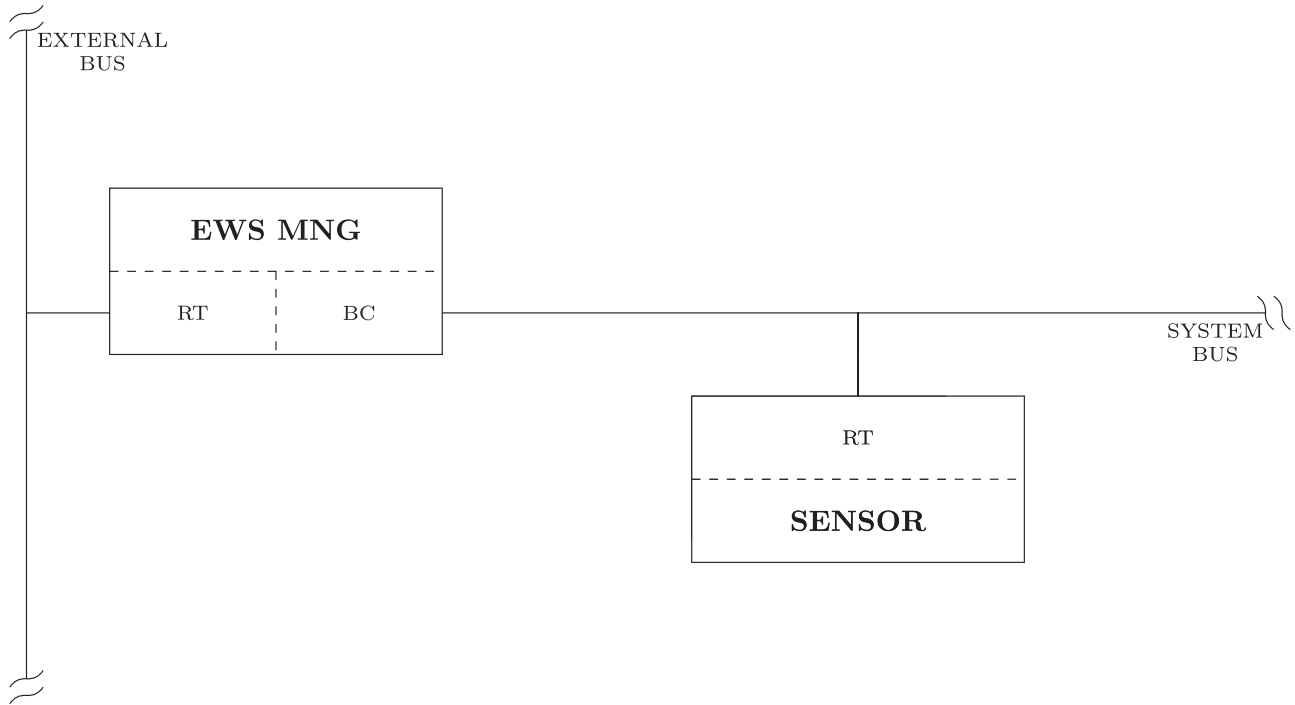 EXTERNAL
BUS
EWS MNG
RT
BC
SYSTEM
BUS
RT
SENSOR